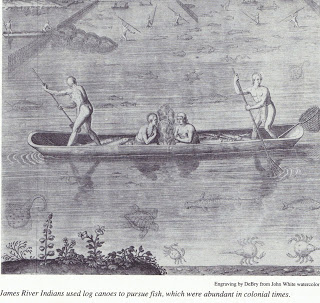 Engraving by DeBry from John White watercolor
James River Indians used log canoes to pursue fish, which were abundant in colonial times.